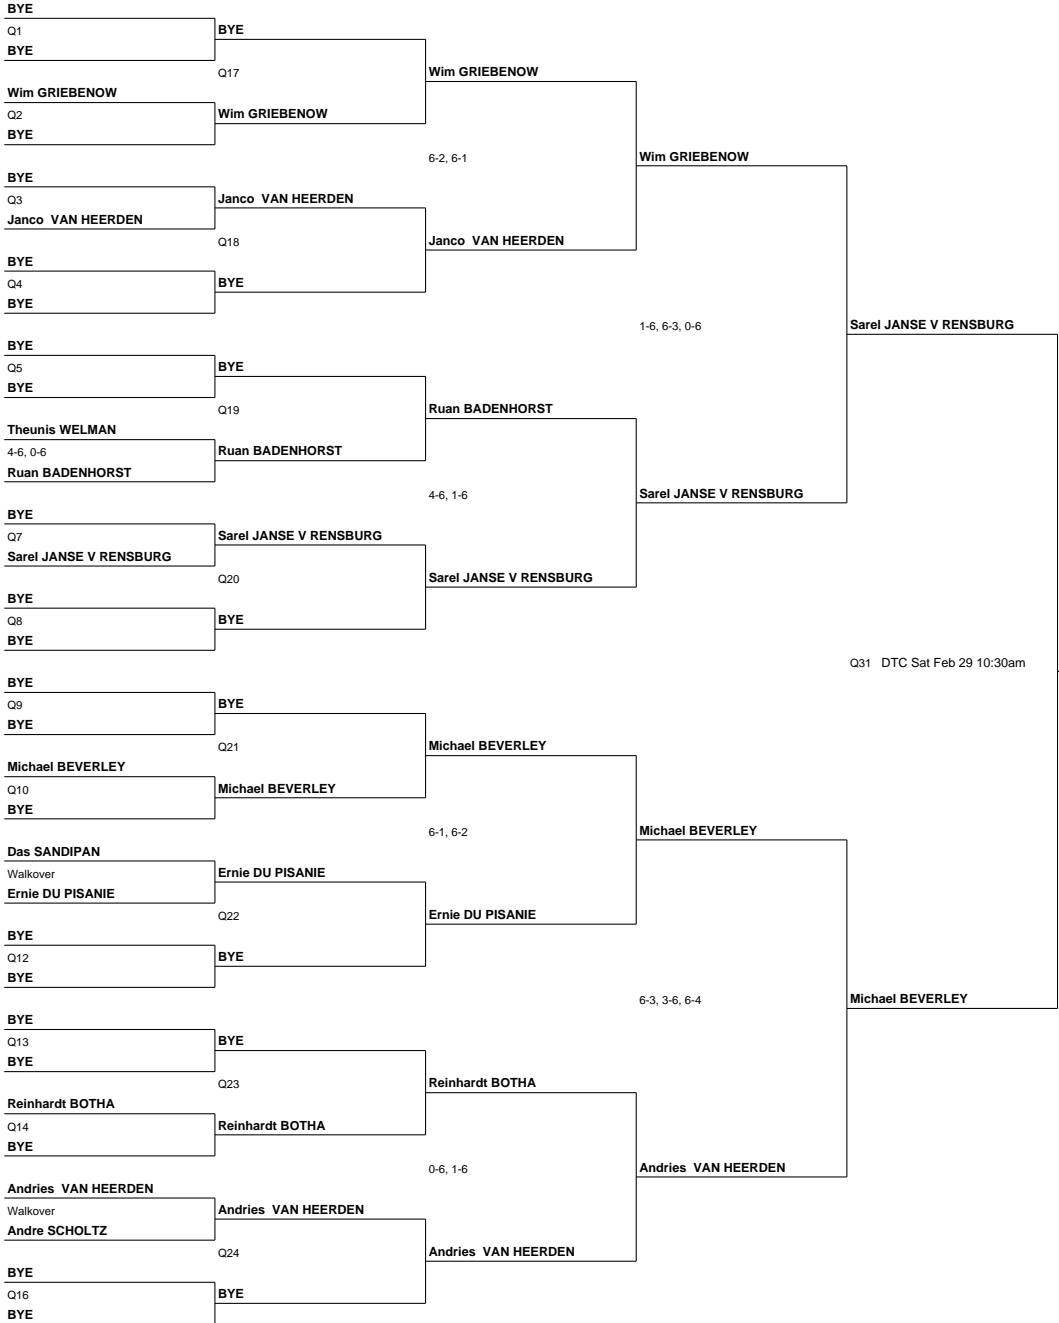 BYE
Q1
BYE
BYE
Q17
Wim GRIEBENOW
Wim GRIEBENOW
Q2
Wim GRIEBENOW
BYE
6-2, 6-1
Wim GRIEBENOW
BYE
Q3
Janco  VAN HEERDEN
Janco  VAN HEERDEN
Q18
Janco  VAN HEERDEN
BYE
Q4
BYE
BYE
1-6, 6-3, 0-6
Sarel JANSE V RENSBURG
BYE
Q5
BYE
BYE
Q19
Ruan BADENHORST
Theunis WELMAN
4-6, 0-6
Ruan BADENHORST
Ruan BADENHORST
4-6, 1-6
Sarel JANSE V RENSBURG
BYE
Q7
Sarel JANSE V RENSBURG
Sarel JANSE V RENSBURG
Q20
Sarel JANSE V RENSBURG
BYE
Q8
BYE
BYE
Q31 DTC Sat Feb 29 10:30am
BYE
Q9
BYE
BYE
Q21
Michael BEVERLEY
Michael BEVERLEY
Q10
Michael BEVERLEY
BYE
6-1, 6-2
Michael BEVERLEY
Das SANDIPAN
Walkover
Ernie DU PISANIE
Ernie DU PISANIE
Q22
Ernie DU PISANIE
BYE
Q12
BYE
BYE
6-3, 3-6, 6-4
Michael BEVERLEY
BYE
Q13
BYE
BYE
Q23
Reinhardt BOTHA
Reinhardt BOTHA
Q14
Reinhardt BOTHA
BYE
0-6, 1-6
Andries  VAN HEERDEN
Andries  VAN HEERDEN
Walkover
Andries  VAN HEERDEN
Andre SCHOLTZ
Q24
Andries  VAN HEERDEN
BYE
Q16
BYE
BYE